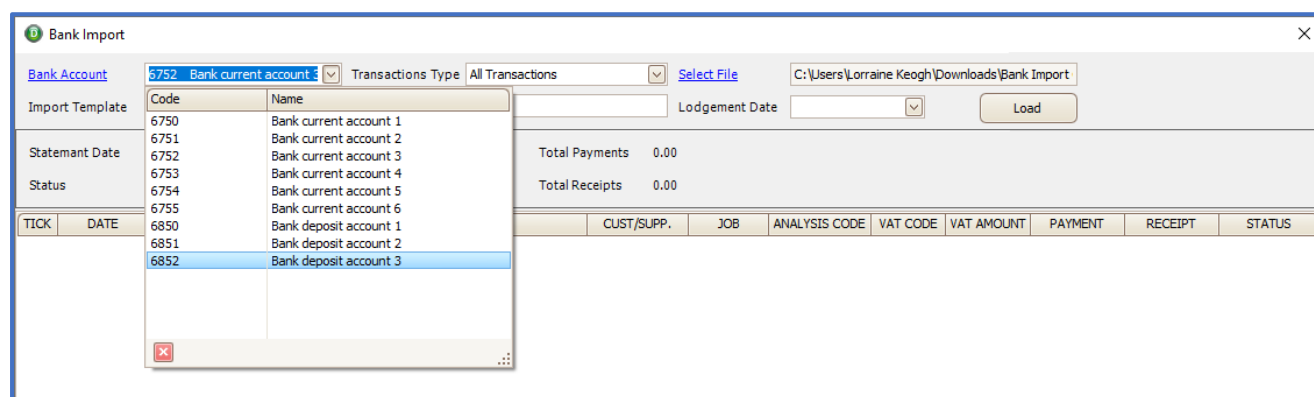 Bank Import
Bank Account 6752 Bank current account 3 Transactions Type All Transactions Select File C:\Users\Lorraine Keogh\Downloads\Bank Import
Import Template Lodgement Date Load
Code Name
6750 Bank current account 1
6751 Bank current account 2
6752 Bank current account 3
6753 Bank current account 4
6754 Bank current account 5
6755 Bank current account 6
6850 Bank deposit account 1
6851 Bank deposit account 2
6852 Bank deposit account 3
Statemant Date Total Payments 0.00
Status Total Receipts 0.00
TICK DATE CUST/SUPP. JOB ANALYSIS CODE VAT CODE VAT AMOUNT PAYMENT RECEIPT STATUS